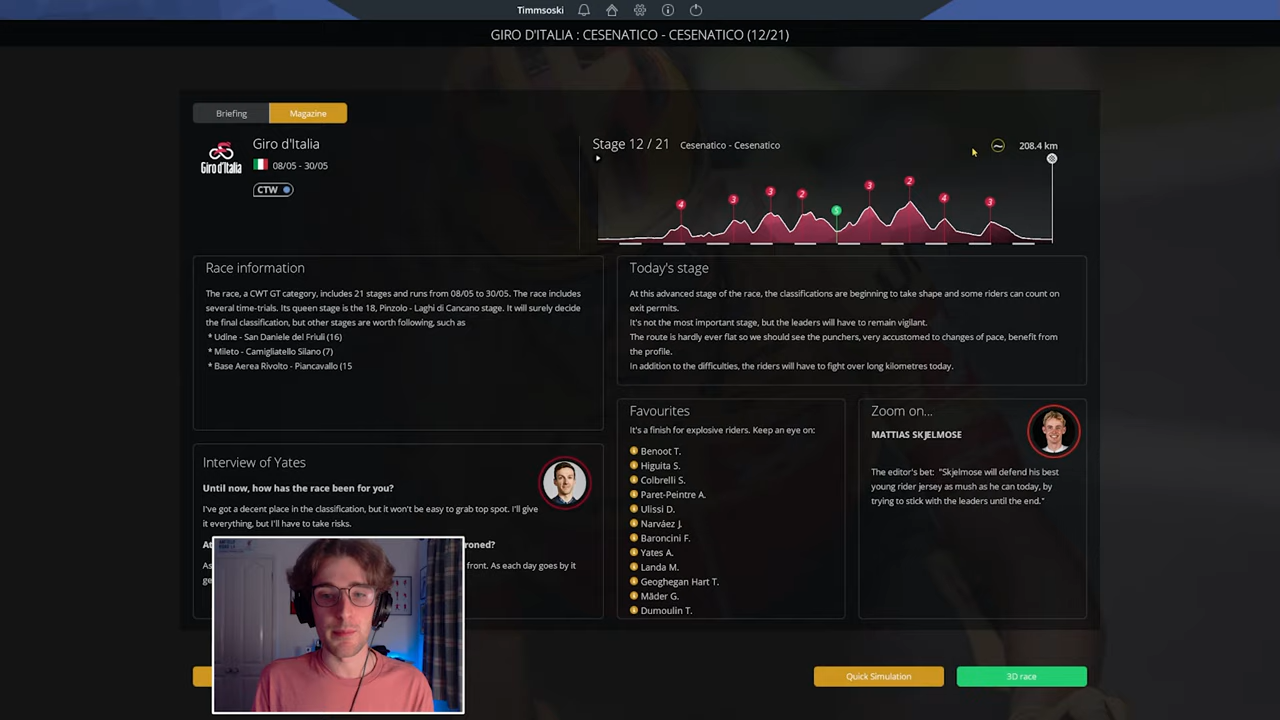 Timmsoski
GIRO D'ITALIA : CESENATICO - CESENATICO (12/21)
Briefing
Magazine
Giro d'Italia
Giro d'Italia
08/05 - 30/05
CTW
Stage 12 / 21
Cesenatico - Cesenatico
208.4 km
4
3
3
2
S
3
2
4
3
Race information
The race, a CWT GT category, includes 21 stages and runs from 08/05 to 30/05. The race includes
several time-trials. Its queen stage is the 18, Pinzolo - Laghi di Cancano stage. It will surely decide
the final classification, but other stages are worth following, such as
* Udine - San Daniele del Friuli (16)
* Mileto - Camigliatello Silano (7)
* Base Aerea Rivolto - Piancavallo (15
Today's stage
At this advanced stage of the race, the classifications are beginning to take shape and some riders can count on
exit permits.
It's not the most important stage, but the leaders will have to remain vigilant.
The route is hardly ever flat so we should see the punchers, very accustomed to changes of pace, benefit from
the profile.
In addition to the difficulties, the riders will have to fight over long kilometres today.
Interview of Yates
Until now, how has the race been for you?
I've got a decent place in the classification, but it won't be easy to grab top spot. I'll give
it everything, but I'll have to take risks.
At
roned?
As
front. As each day goes by it
ge
Favourites
It's a finish for explosive riders. Keep an eye on:
Benoot T.
Higuita S.
Colbrelli S.
Paret-Peintre A.
Ulissi D.
Narváez J.
Baroncini F.
Yates A.
Landa M.
Geoghegan Hart T.
Mäder G.
Dumoulin T.
Zoom on...
MATTIAS SKJELMOSE
The editor's bet: "Skjelmose will defend his best
young rider jersey as much as he can today, by
trying to stick with the leaders until the end."
Quick Simulation
3D race